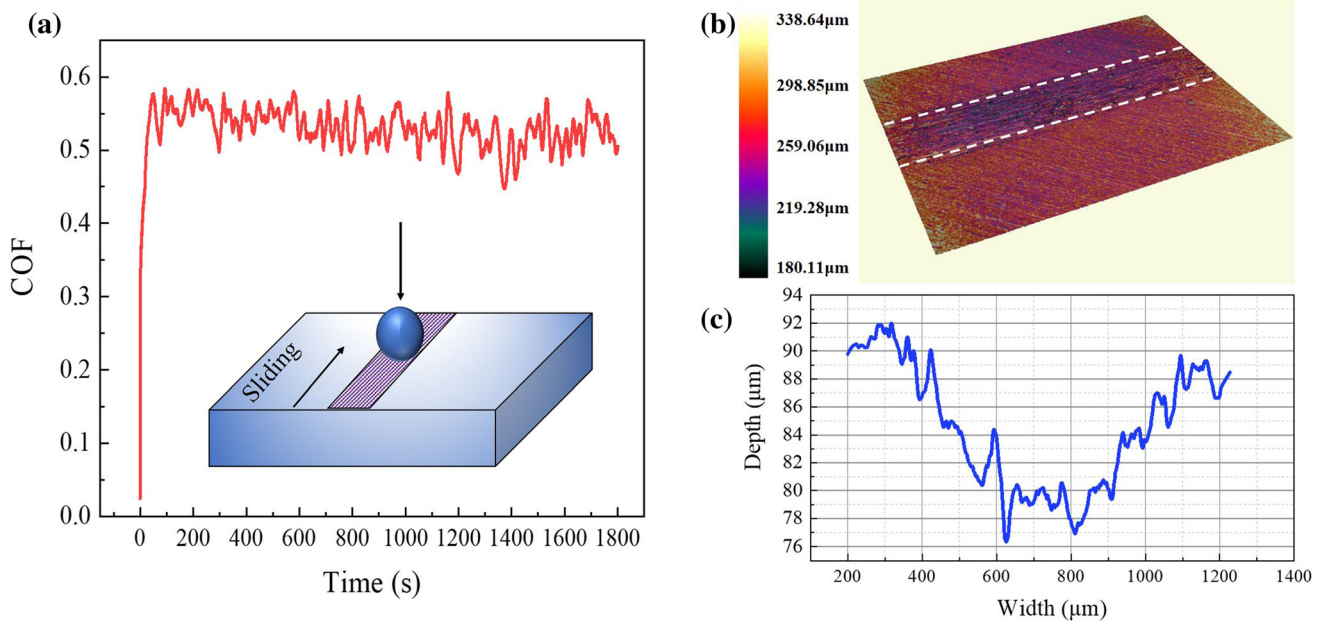 (a)
0.6
0.5
0.4
0.3
0.2
0.1
0.0
COF
Sliding
0 200 400 600 800 1000 1200 1400 1600 1800
Time (s)
(b)
338.64μm
298.85μm
259.06μm
219.28μm
180.11μm
(c)
94
92
90
88
86
84
82
80
78
76
Depth (μm)
200 400 600 800 1000 1200 1400
Width (μm)